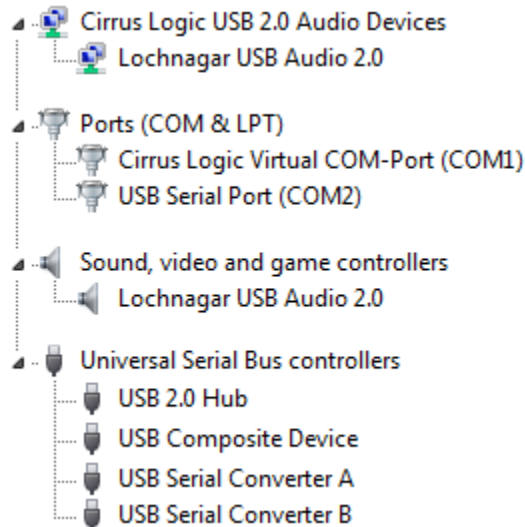 Cirrus Logic USB 2.0 Audio Devices
Lochnagar USB Audio 2.0
Ports (COM & LPT)
Cirrus Logic Virtual COM-Port (COM1)
USB Serial Port (COM2)
Sound, video and game controllers
Lochnagar USB Audio 2.0
Universal Serial Bus controllers
USB 2.0 Hub
USB Composite Device
USB Serial Converter A
USB Serial Converter B